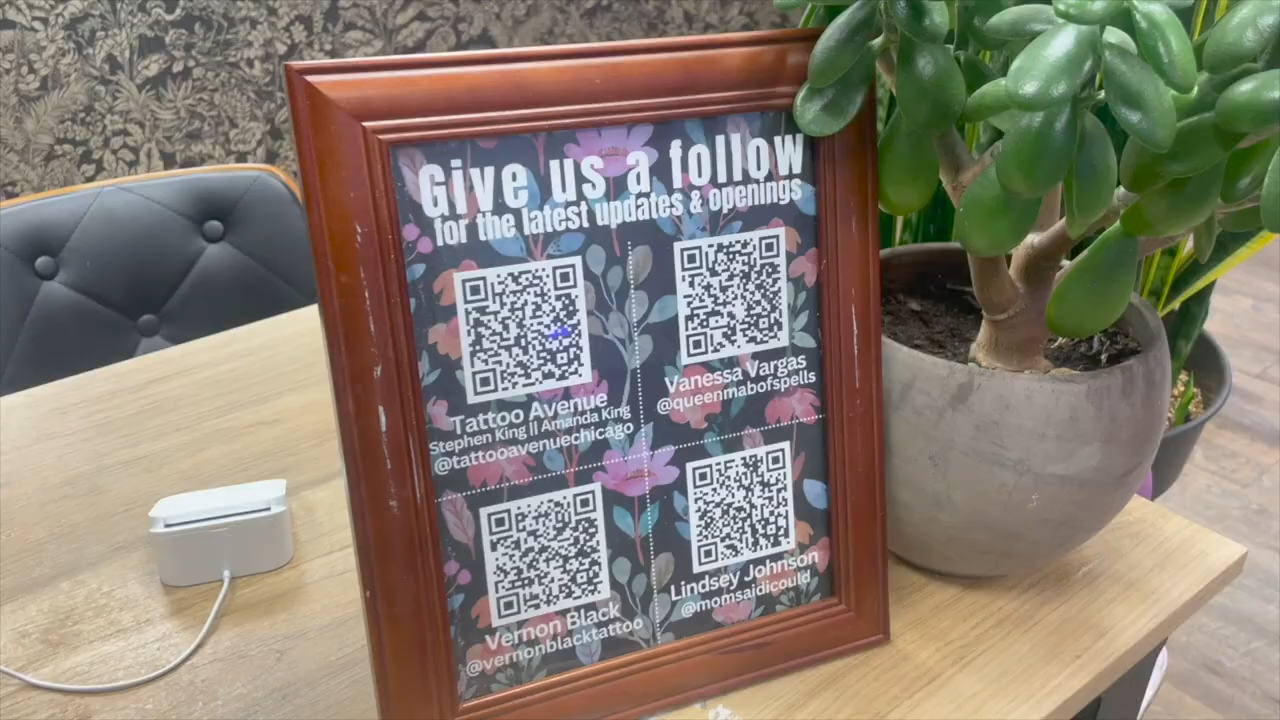 Give us a follow
for the latest updates & openings
Tattoo Avenue
Stephen King || Amanda King
@tattooavenuechicago
Vanessa Vargas
@queenmabofspells
Vernon Black
@vernonblacktattoo
Lindsey Johnson
@momsaidicould